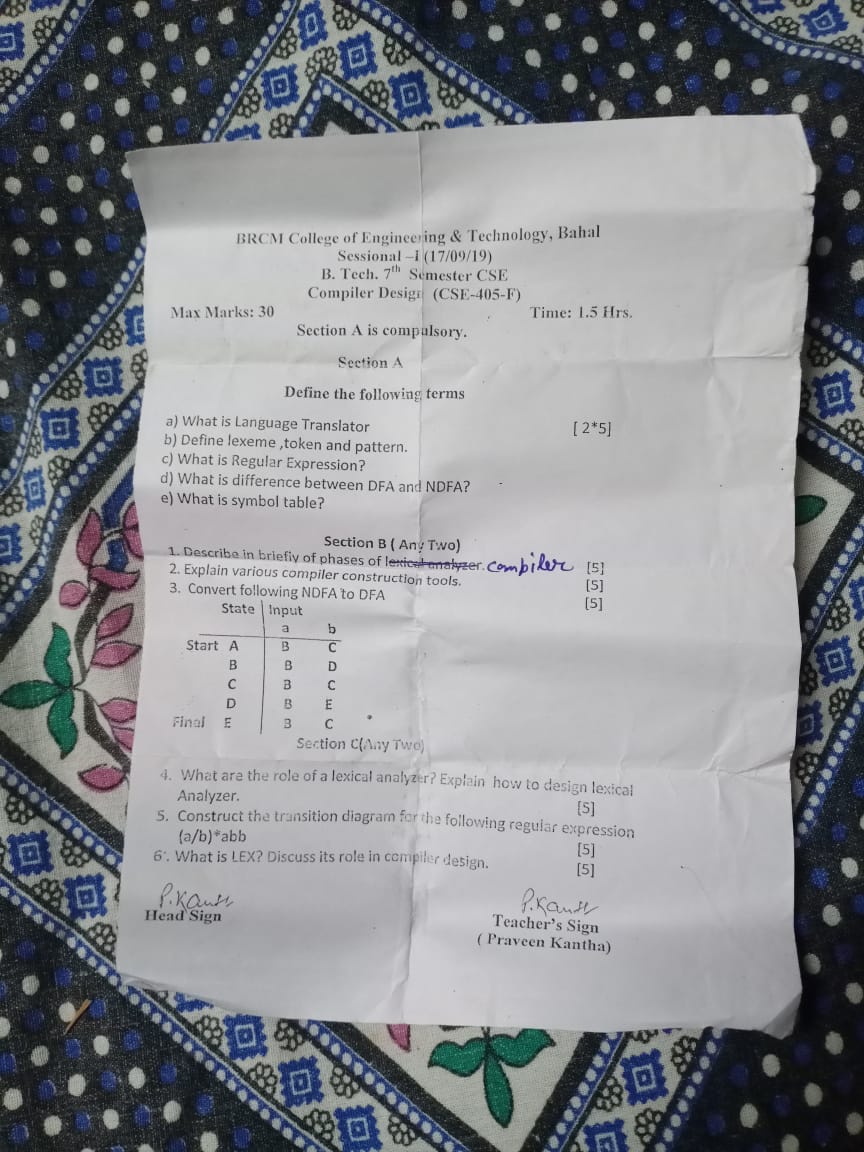 BRCM College of Engineering & Technology, Bahal
Sessional –I (17/09/19)
B. Tech. 7th Semester CSE
Compiler Design (CSE-405-F)
Max Marks: 30 Time: 1.5 Hrs.
Section A is compulsory.
Section A
Define the following terms
a) What is Language Translator [ 2*5]
b) Define lexeme ,token and pattern.
c) What is Regular Expression?
d) What is difference between DFA and NDFA?
e) What is symbol table?
Section B ( Any Two)
1. Describe in briefly of phases of lexical analyzer. compiler [5]
2. Explain various compiler construction tools. [5]
3. Convert following NDFA to DFA [5]
State Input
a b
Start A B C
B B D
C B C
D B E
Final E B C
Section C(Any Two)
4. What are the role of a lexical analyzer? Explain how to design lexical
Analyzer. [5]
5. Construct the transition diagram for the following regular expression
(a/b)*abb [5]
6. What is LEX? Discuss its role in compiler design. [5]
P.Kauss P.Kauss
Head Sign Teacher's Sign
( Praveen Kantha)